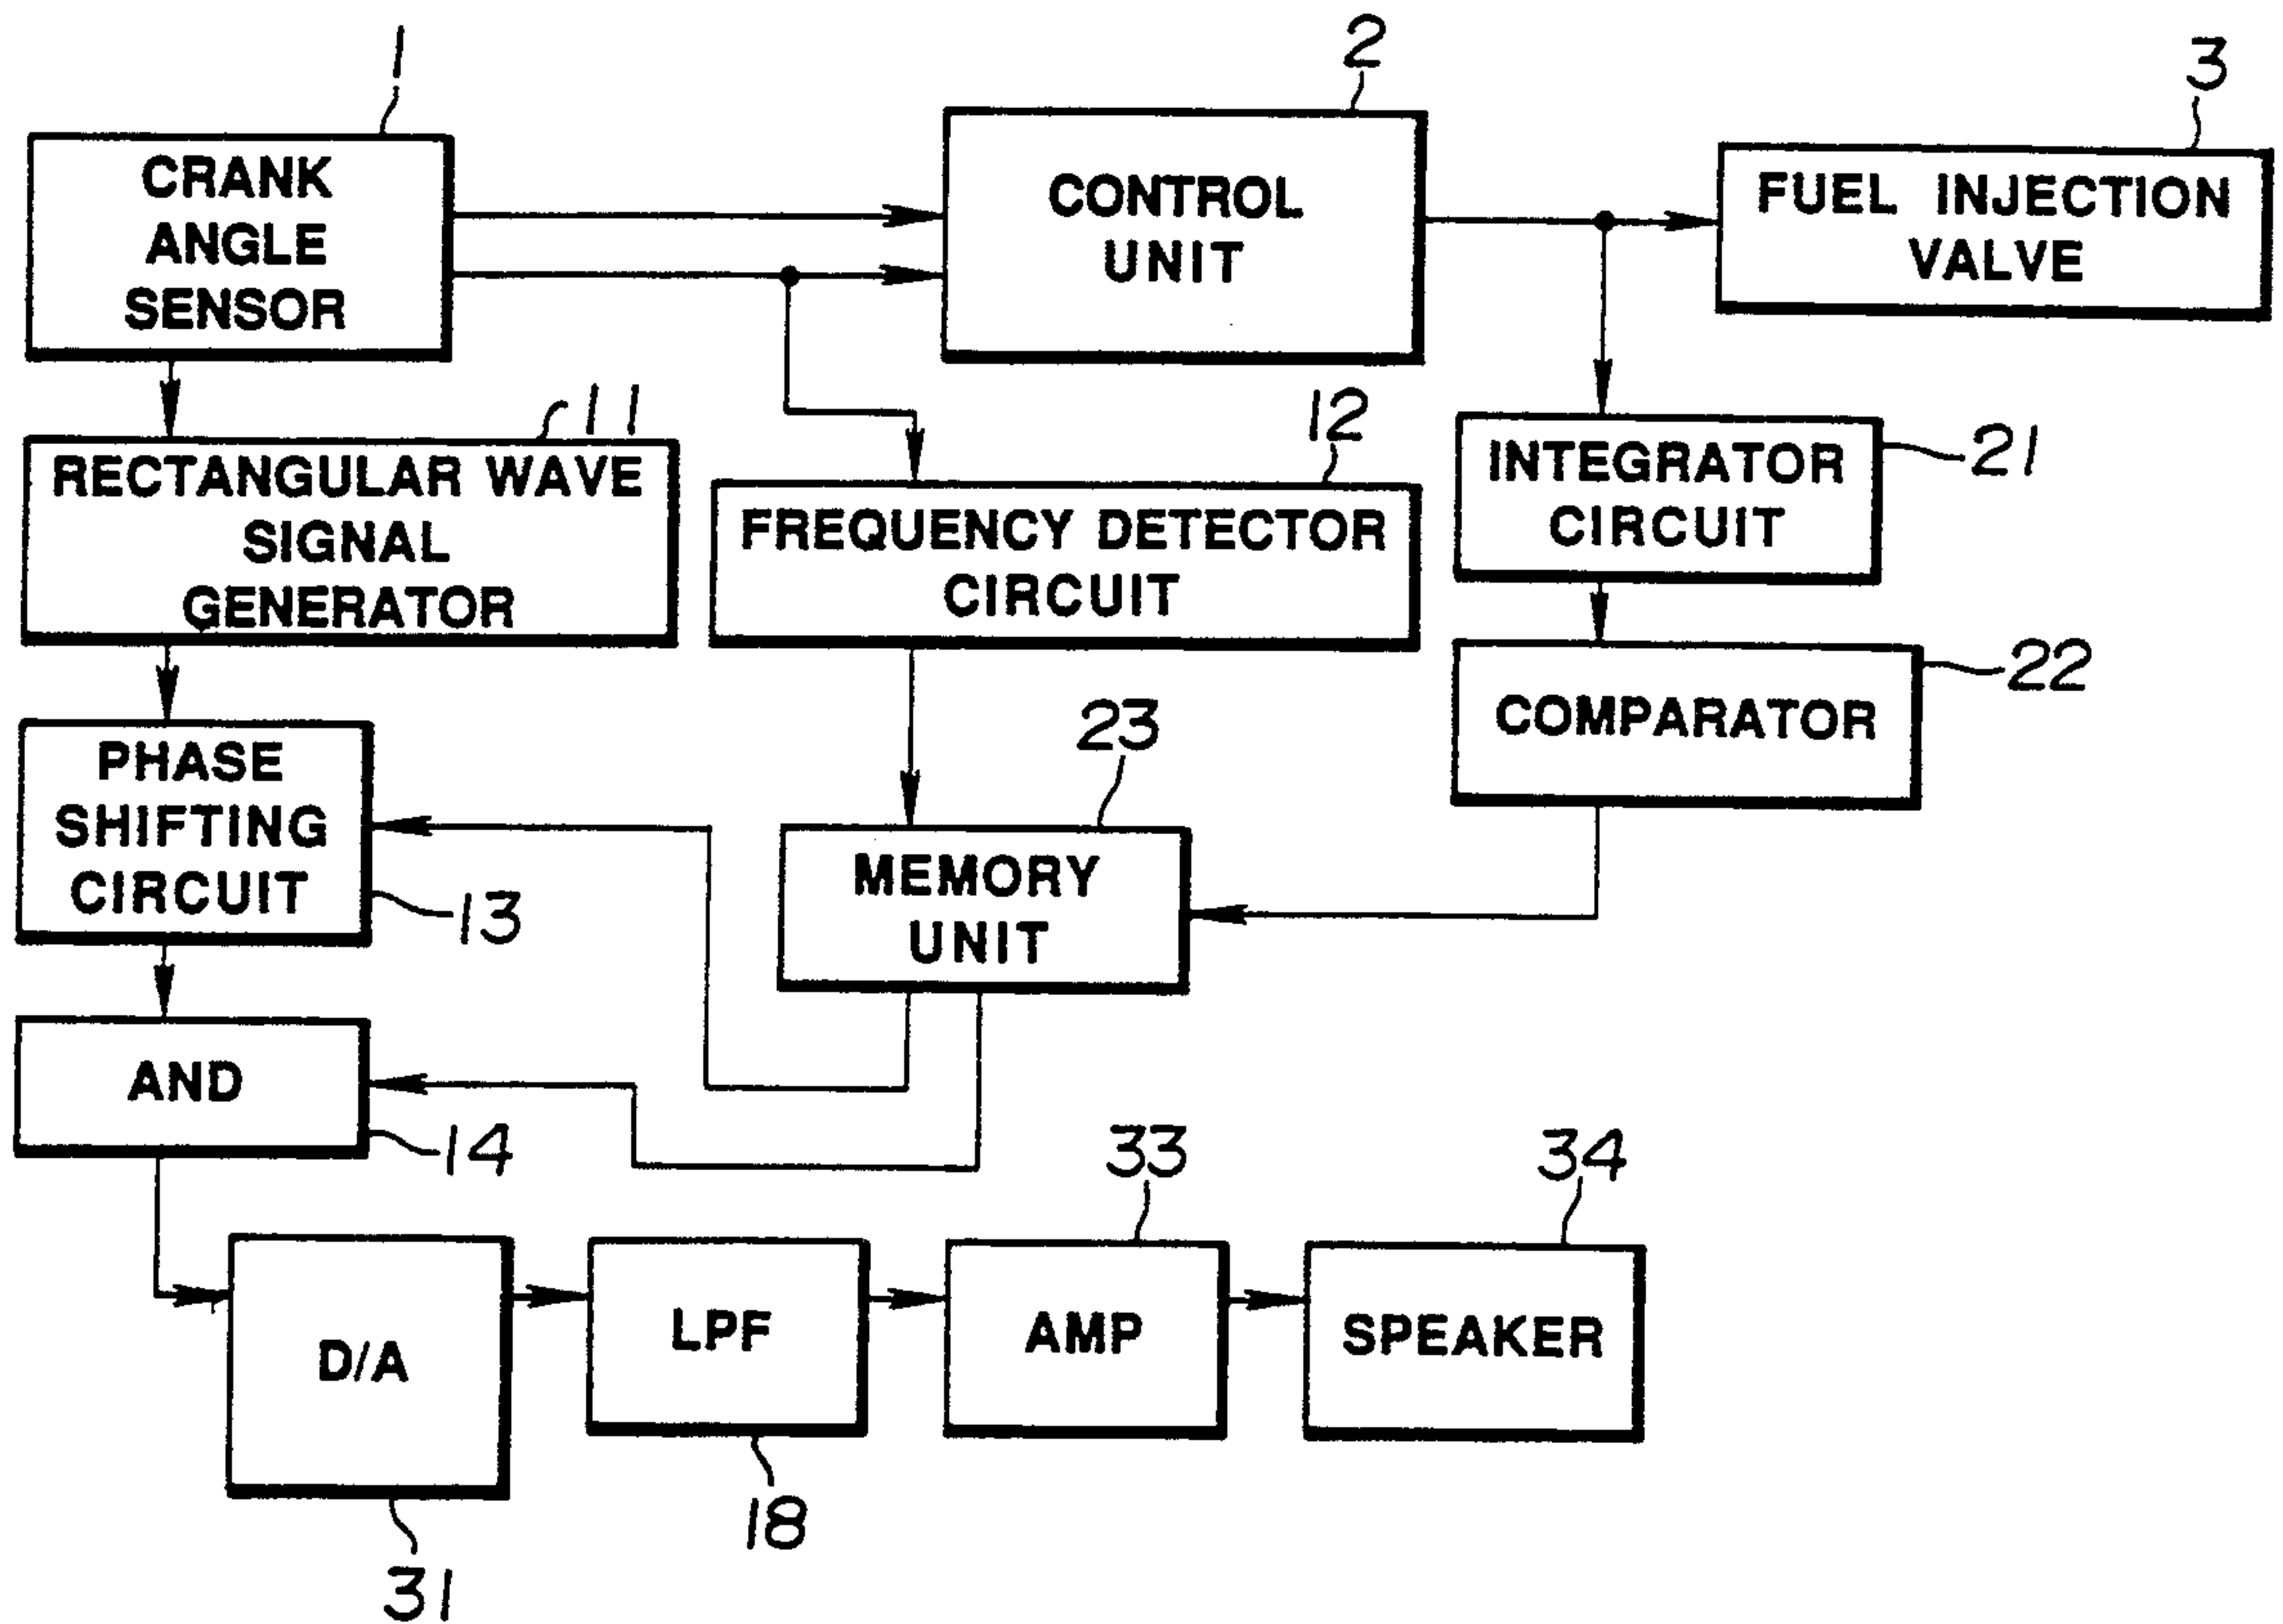 1
2
3
CRANK
ANGLE
SENSOR
CONTROL
UNIT
FUEL INJECTION
VALVE
11
12
RECTANGULAR WAVE
SIGNAL
GENERATOR
FREQUENCY DETECTOR
CIRCUIT
INTEGRATOR
CIRCUIT
21
22
COMPARATOR
PHASE
SHIFTING
CIRCUIT
13
23
MEMORY
UNIT
AND
14
33
34
D/A
LPF
AMP
SPEAKER
18
31